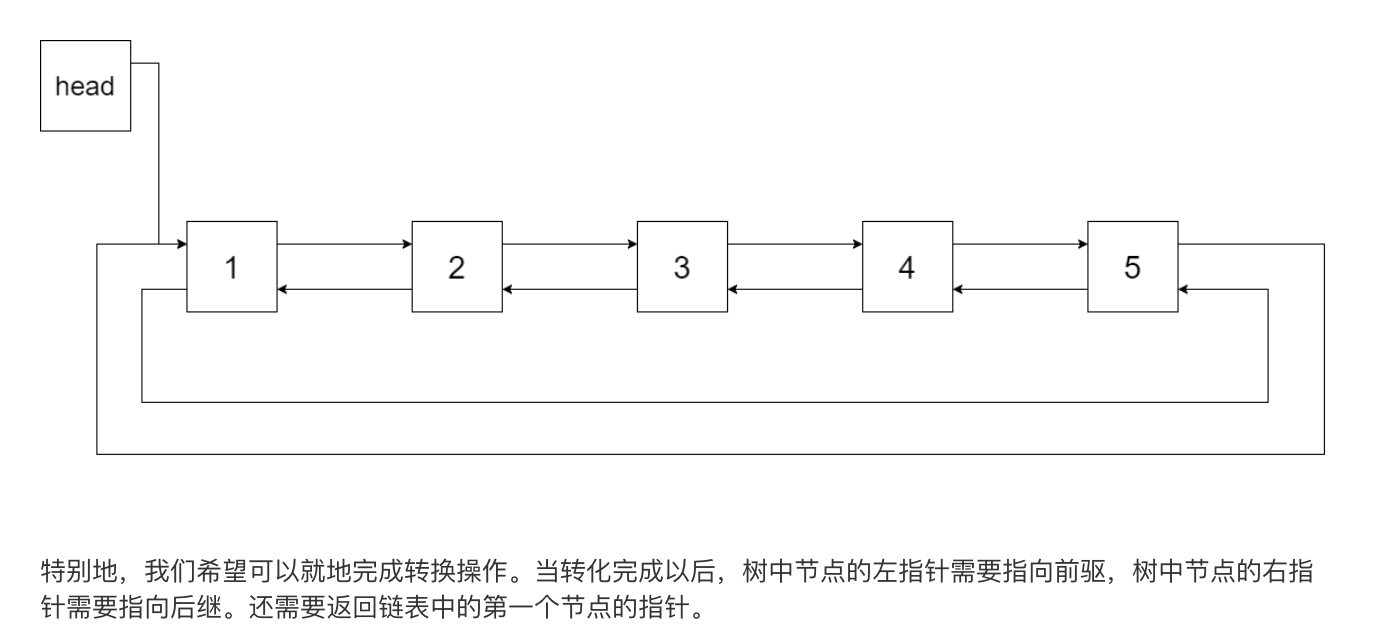 head
1 2 3 4 5
特别地，我们希望可以就地完成转换操作。当转化完成以后，树中节点的左指针需要指向前驱，树中节点的右指
针需要指向后继。还需要返回链表中的第一个节点的指针。